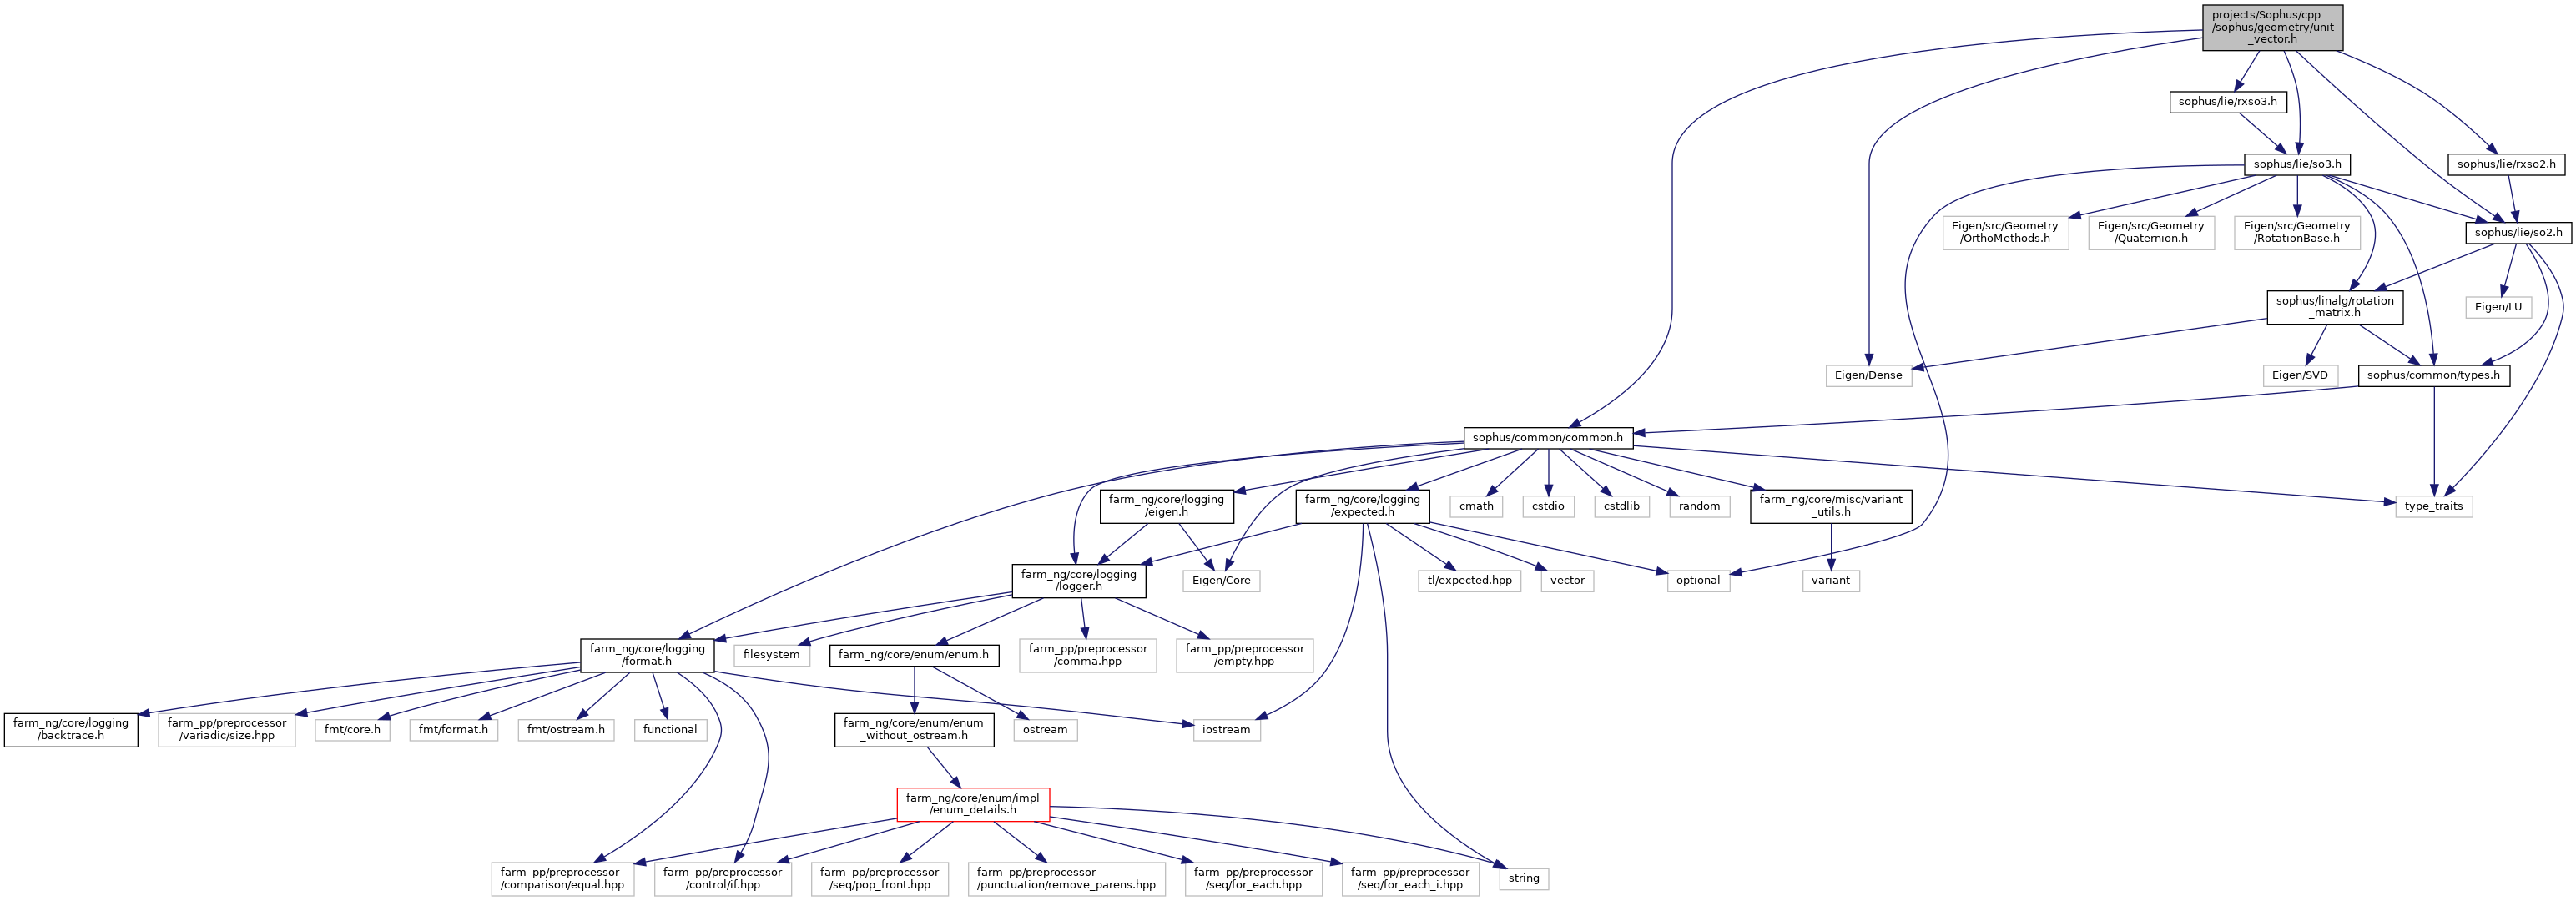 projects/Sophus/cpp
/sophus/geometry/unit
_vector.h
sophus/lie/rxso3.h
sophus/lie/so3.h
sophus/lie/rxso2.h
Eigen/src/Geometry
/OrthoMethods.h
Eigen/src/Geometry
/Quaternion.h
Eigen/src/Geometry
/RotationBase.h
sophus/lie/so2.h
sophus/linalg/rotation
_matrix.h
Eigen/LU
Eigen/Dense
Eigen/SVD
sophus/common/types.h
sophus/common/common.h
farm_ng/core/logging
/eigen.h
farm_ng/core/logging
/expected.h
cmath
cstdio
cstdlib
random
farm_ng/core/misc/variant
_utils.h
type_traits
farm_ng/core/logging
/logger.h
Eigen/Core
tl/expected.hpp
vector
optional
variant
farm_ng/core/logging
/format.h
filesystem
farm_ng/core/enum/enum.h
farm_pp/preprocessor
/comma.hpp
farm_pp/preprocessor
/empty.hpp
farm_ng/core/logging
/backtrace.h
farm_pp/preprocessor
/variadic/size.hpp
fmt/core.h
fmt/format.h
fmt/ostream.h
functional
farm_ng/core/enum/enum
_without_ostream.h
ostream
iostream
farm_ng/core/enum/impl
/enum_details.h
farm_pp/preprocessor
/comparison/equal.hpp
farm_pp/preprocessor
/control/if.hpp
farm_pp/preprocessor
/seq/pop_front.hpp
farm_pp/preprocessor
/punctuation/remove_parens.hpp
farm_pp/preprocessor
/seq/for_each.hpp
farm_pp/preprocessor
/seq/for_each_i.hpp
string